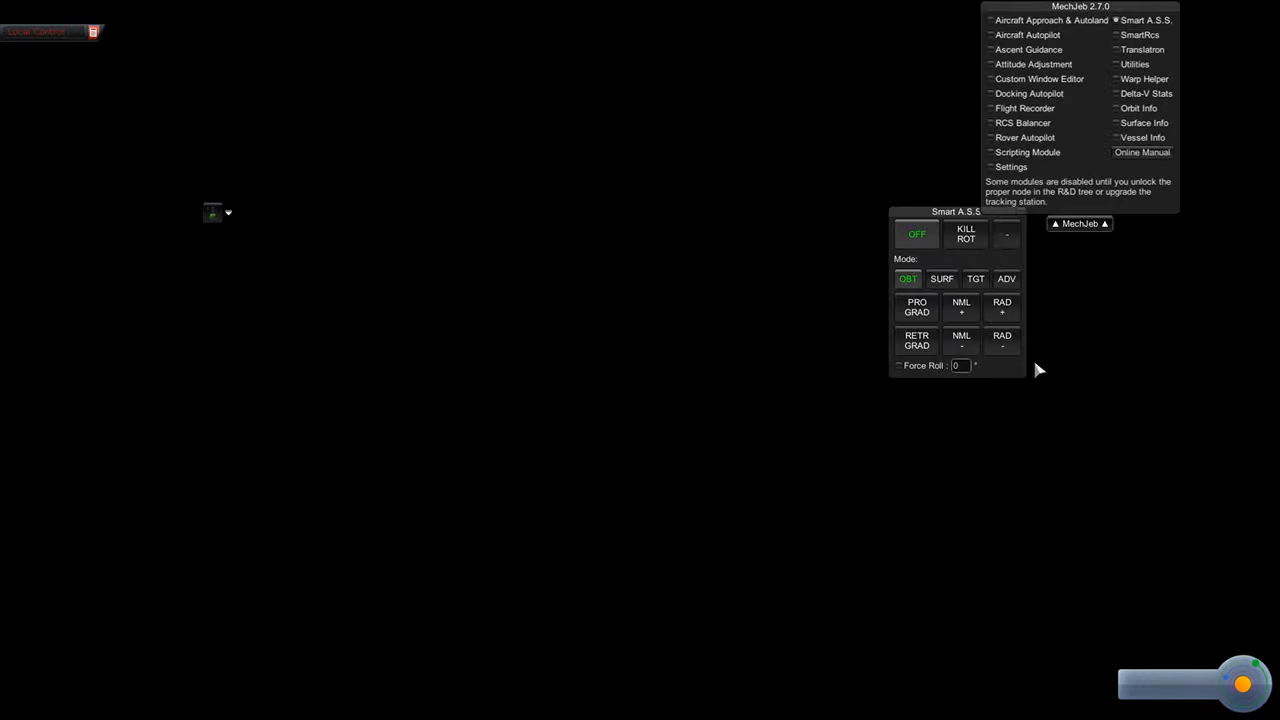 Local Control
MechJeb 2.7.0
Aircraft Approach & Autoland
Smart A.S.S.
Aircraft Autopilot
SmartRcs
Ascent Guidance
Translatron
Attitude Adjustment
Utilities
Custom Window Editor
Warp Helper
Docking Autopilot
Delta-V Stats
Flight Recorder
Orbit Info
RCS Balancer
Surface Info
Rover Autopilot
Vessel Info
Scripting Module
Online Manual
Settings
Some modules are disabled until you unlock the
proper node in the R&D tree or upgrade the
tracking station.
▲ MechJeb ▲
Smart A.S.S
OFF
KILL
ROT
-
Mode:
OBT
SURF
TGT
ADV
PRO
GRAD
NML
+
RAD
+
RETR
GRAD
NML
-
RAD
-
Force Roll : 0 °